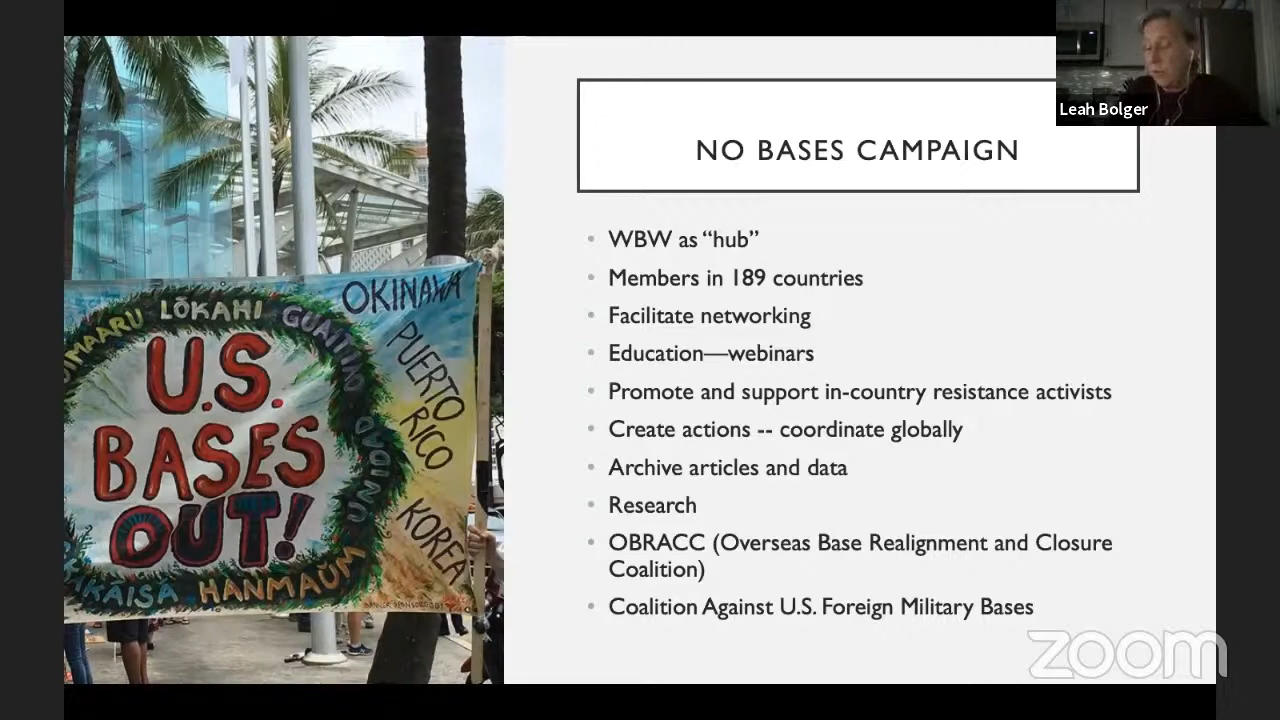 Leah Bolger
NO BASES CAMPAIGN
WBW as “hub”
Members in 189 countries
Facilitate networking
Education—webinars
Promote and support in-country resistance activists
Create actions -- coordinate globally
Archive articles and data
Research
OBRACC (Overseas Base Realignment and Closure
Coalition)
Coalition Against U.S. Foreign Military Bases
OKINAWA
PUERTO
RICO
KOREA
LŌKAHI
U.S.
BASES
OUT!
HANMAŪM
zoom